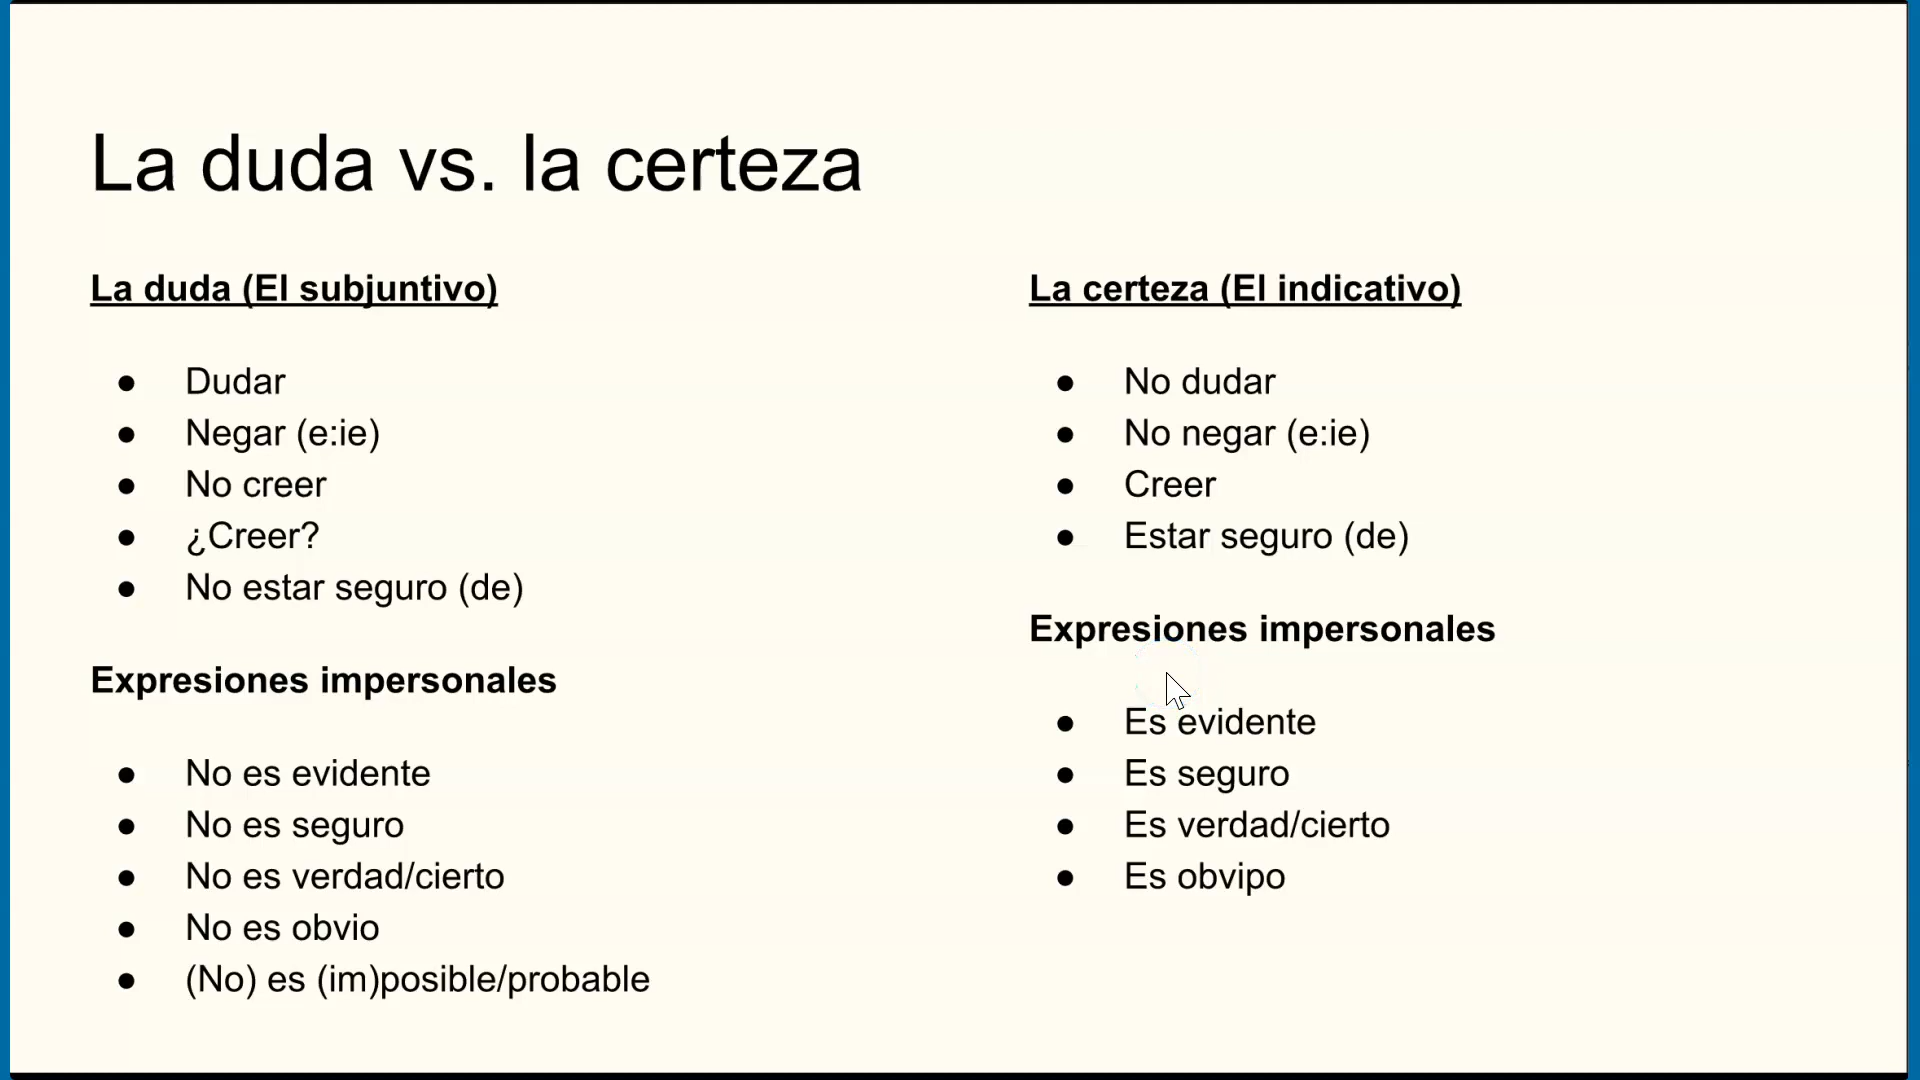 La duda vs. la certeza
La duda (El subjuntivo)
● Dudar
● Negar (e:ie)
● No creer
● ¿Creer?
● No estar seguro (de)
Expresiones impersonales
● No es evidente
● No es seguro
● No es verdad/cierto
● No es obvio
● (No) es (im)posible/probable
La certeza (El indicativo)
● No dudar
● No negar (e:ie)
● Creer
● Estar seguro (de)
Expresiones impersonales
● Es evidente
● Es seguro
● Es verdad/cierto
● Es obvipo